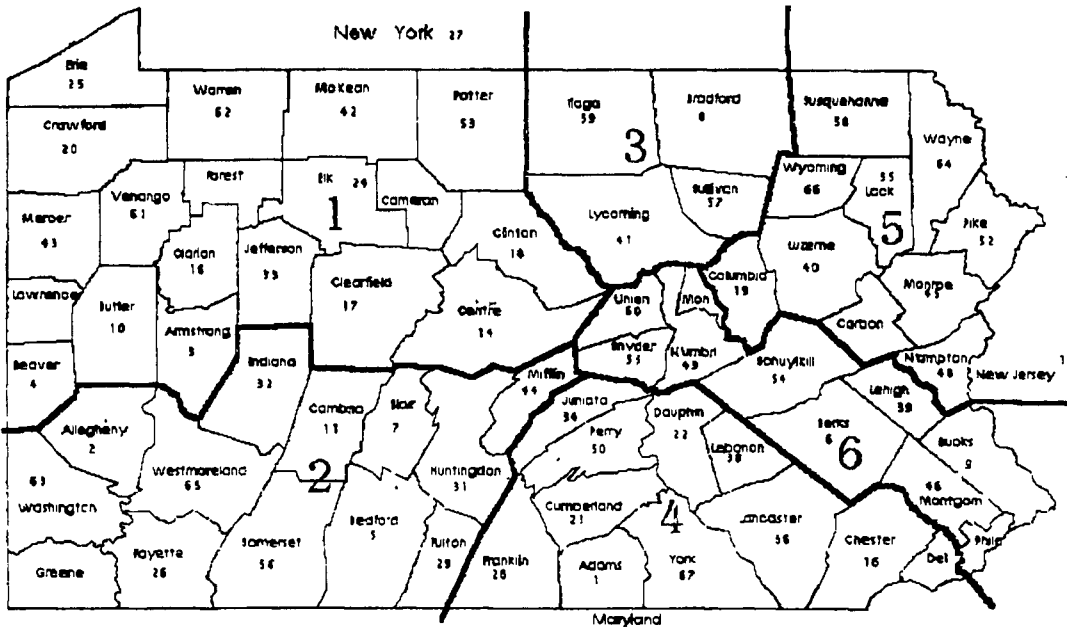 New York 27
Erie
25
Warren
62
McKean
42
Potter
53
Tioga
59
Bradford
8
Susquehanna
58
Crawford
20
Wayne
64
3
Forest
Elk 24
Cameron
Wyoming
66
35
Lack
Venango
61
Sullivan
57
Mercer
43
1
Lycoming
41
5
Pike
52
Clarion
16
Jefferson
33
Clinton
18
Luzerne
40
Lawrence
Clearfield
17
Columbia
19
Monroe
45
Butler
10
Centre
14
Union
60
Mon
Carbon
Armstrong
3
Snyder
55
Numbrl
49
Beaver
4
Indiana
32
Mifflin
44
Schuylkill
54
Nampton
48
New Jersey
Lehigh
39
Cambria
11
Blair
7
Juniata
34
Dauphin
22
Allegheny
2
Perry
50
Berks
6
Bucks
9
Lebanon
38
6
Westmoreland
65
2
Huntingdon
31
46
Montgom
63
Washington
Cumberland
21
4
Bedford
5
Lancaster
36
Phila
Fayette
26
Somerset
56
Fulton
29
Franklin
28
Adams
1
York
67
Chester
16
Del
Greene
Maryland